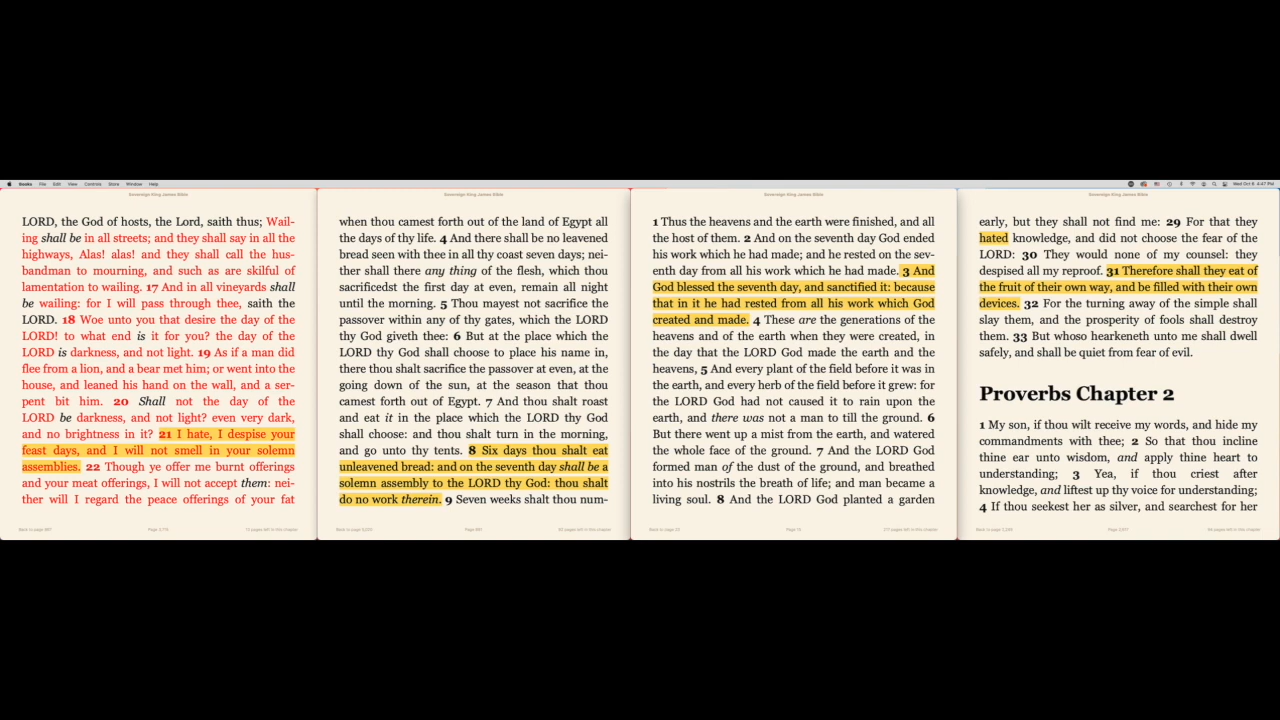 Books File Edit View Controls Store Window Help
Wed Oct 8 4:47 PM
Sovereign King James Bible
LORD, the God of hosts, the Lord, saith thus; Wail-
ing shall be in all streets; and they shall say in all the
highways, Alas! alas! and they shall call the hus-
bandman to mourning, and such as are skilful of
lamentation to wailing. 17 And in all vineyards shall
be wailing: for I will pass through thee, saith the
LORD. 18 Woe unto you that desire the day of the
LORD! to what end is it for you? the day of the
LORD is darkness, and not light. 19 As if a man did
flee from a lion, and a bear met him; or went into the
house, and leaned his hand on the wall, and a ser-
pent bit him. 20 Shall not the day of the
LORD be darkness, and not light? even very dark,
and no brightness in it? 21 I hate, I despise your
feast days, and I will not smell in your solemn
assemblies. 22 Though ye offer me burnt offerings
and your meat offerings, I will not accept them: nei-
ther will I regard the peace offerings of your fat
Sovereign King James Bible
when thou camest forth out of the land of Egypt all
the days of thy life. 4 And there shall be no leavened
bread seen with thee in all thy coast seven days; nei-
ther shall there any thing of the flesh, which thou
sacrificedst the first day at even, remain all night
until the morning. 5 Thou mayest not sacrifice the
passover within any of thy gates, which the LORD
thy God giveth thee: 6 But at the place which the
LORD thy God shall choose to place his name in,
there thou shalt sacrifice the passover at even, at the
going down of the sun, at the season that thou
camest forth out of Egypt. 7 And thou shalt roast
and eat it in the place which the LORD thy God
shall choose: and thou shalt turn in the morning,
and go unto thy tents. 8 Six days thou shalt eat
unleavened bread: and on the seventh day shall be a
solemn assembly to the LORD thy God: thou shalt
do no work therein. 9 Seven weeks shalt thou num-
Sovereign King James Bible
1 Thus the heavens and the earth were finished, and all
the host of them. 2 And on the seventh day God ended
his work which he had made; and he rested on the sev-
enth day from all his work which he had made. 3 And
God blessed the seventh day, and sanctified it: because
that in it he had rested from all his work which God
created and made. 4 These are the generations of the
heavens and of the earth when they were created, in
the day that the LORD God made the earth and the
heavens, 5 And every plant of the field before it was in
the earth, and every herb of the field before it grew: for
the LORD God had not caused it to rain upon the
earth, and there was not a man to till the ground. 6
But there went up a mist from the earth, and watered
the whole face of the ground. 7 And the LORD God
formed man of the dust of the ground, and breathed
into his nostrils the breath of life; and man became a
living soul. 8 And the LORD God planted a garden
Sovereign King James Bible
early, but they shall not find me: 29 For that they
hated knowledge, and did not choose the fear of the
LORD: 30 They would none of my counsel: they
despised all my reproof. 31 Therefore shall they eat of
the fruit of their own way, and be filled with their own
devices. 32 For the turning away of the simple shall
slay them, and the prosperity of fools shall destroy
them. 33 But whoso hearkeneth unto me shall dwell
safely, and shall be quiet from fear of evil.
Proverbs Chapter 2
1 My son, if thou wilt receive my words, and hide my
commandments with thee; 2 So that thou incline
thine ear unto wisdom, and apply thine heart to
understanding; 3 Yea, if thou criest after
knowledge, and liftest up thy voice for understanding;
4 If thou seekest her as silver, and searchest for her